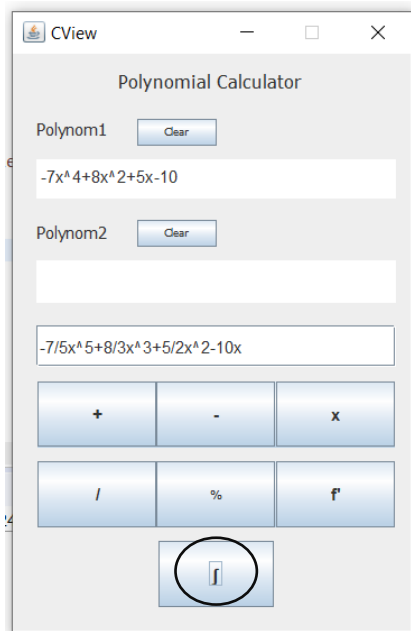 CView
Polynomial Calculator
Polynom1 Clear
-7x^4+8x^2+5x-10
Polynom2 Clear
-7/5x^5+8/3x^3+5/2x^2-10x
+ - x
/ % f'
∫